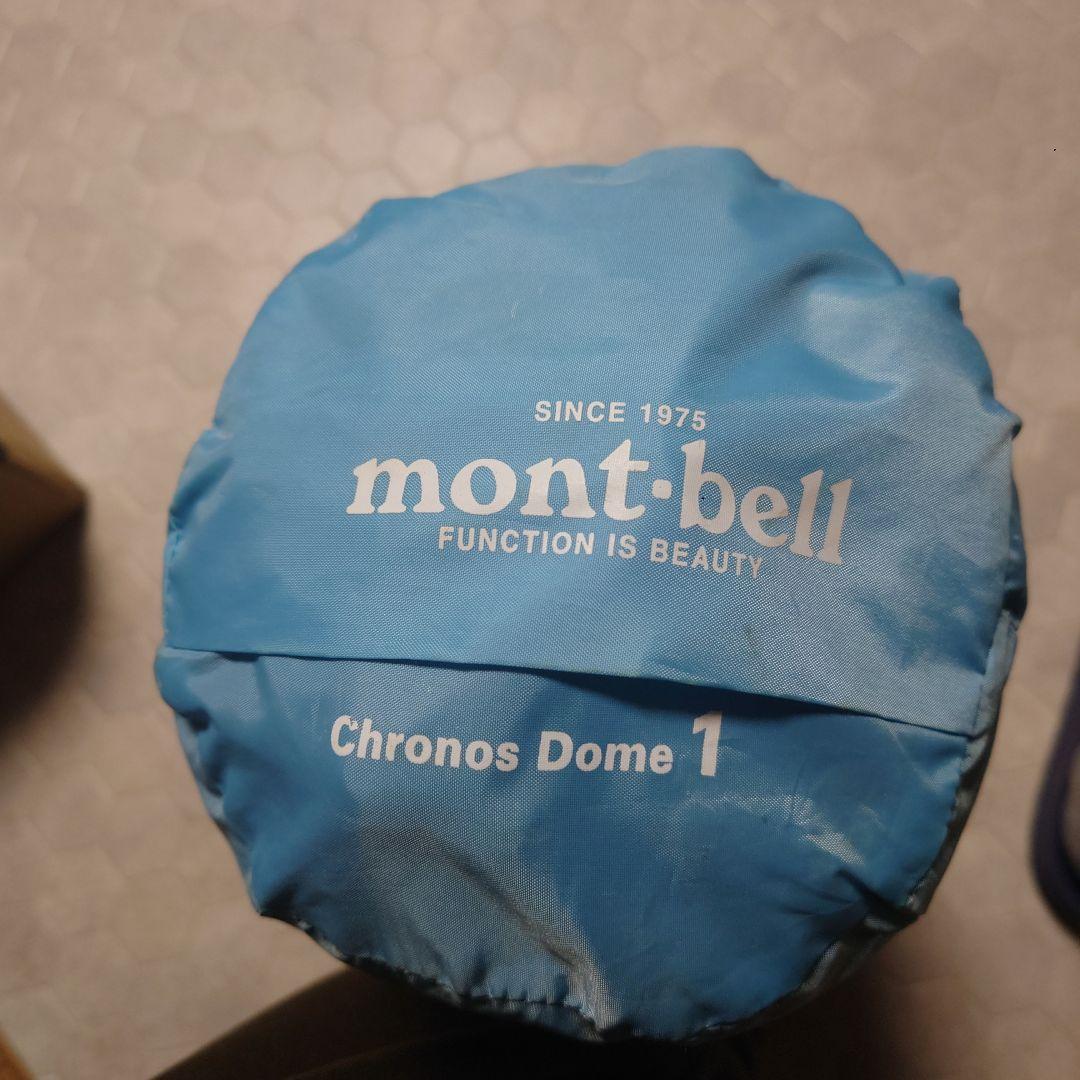 SINCE 1975
mont·bell
FUNCTION IS BEAUTY
Chronos Dome 1